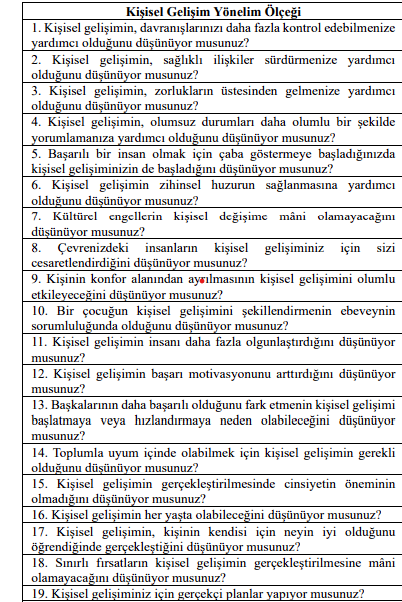 Kişisel Gelişim Yönelim Ölçeği
1. Kişisel gelişimin, davranışlarınızı daha fazla kontrol edebilmenize
yardımcı olduğunu düşünüyor musunuz?
2. Kişisel gelişimin, sağlıklı ilişkiler sürdürmenize yardımcı
olduğunu düşünüyor musunuz?
3. Kişisel gelişimin, zorlukların üstesinden gelmenize yardımcı
olduğunu düşünüyor musunuz?
4. Kişisel gelişimin, olumsuz durumları daha olumlu bir şekilde
yorumlamanıza yardımcı olduğunu düşünüyor musunuz?
5. Başarılı bir insan olmak için çaba göstermeye başladığınızda
kişisel gelişiminizin de başladığını düşünüyor musunuz?
6. Kişisel gelişimin zihinsel huzurun sağlanmasına yardımcı
olduğunu düşünüyor musunuz?
7. Kültürel engellerin kişisel değişime mâni olamayacağını
düşünüyor musunuz?
8. Çevrenizdeki insanların kişisel gelişiminiz için sizi
cesaretlendirdiğini düşünüyor musunuz?
9. Kişinin konfor alanından ayrılmasının kişisel gelişimini olumlu
etkileyeceğini düşünüyor musunuz?
10. Bir çocuğun kişisel gelişimini şekillendirmenin ebeveynin
sorumluluğunda olduğunu düşünüyor musunuz?
11. Kişisel gelişimin insanı daha fazla olgunlaştırdığını düşünüyor
musunuz?
12. Kişisel gelişimin başarı motivasyonunu arttırdığını düşünüyor
musunuz?
13. Başkalarının daha başarılı olduğunu fark etmenin kişisel gelişimi
başlatmaya veya hızlandırmaya neden olabileceğini düşünüyor
musunuz?
14. Toplumla uyum içinde olabilmek için kişisel gelişimin gerekli
olduğunu düşünüyor musunuz?
15. Kişisel gelişimin gerçekleştirilmesinde cinsiyetin öneminin
olmadığını düşünüyor musunuz?
16. Kişisel gelişimin her yaşta olabileceğini düşünüyor musunuz?
17. Kişisel gelişimin, kişinin kendisi için neyin iyi olduğunu
öğrendiğinde gerçekleştiğini düşünüyor musunuz?
18. Sınırlı fırsatların kişisel gelişimin gerçekleştirilmesine mâni
olamayacağını düşünüyor musunuz?
19. Kişisel gelişiminiz için gerçekçi planlar yapıyor musunuz?